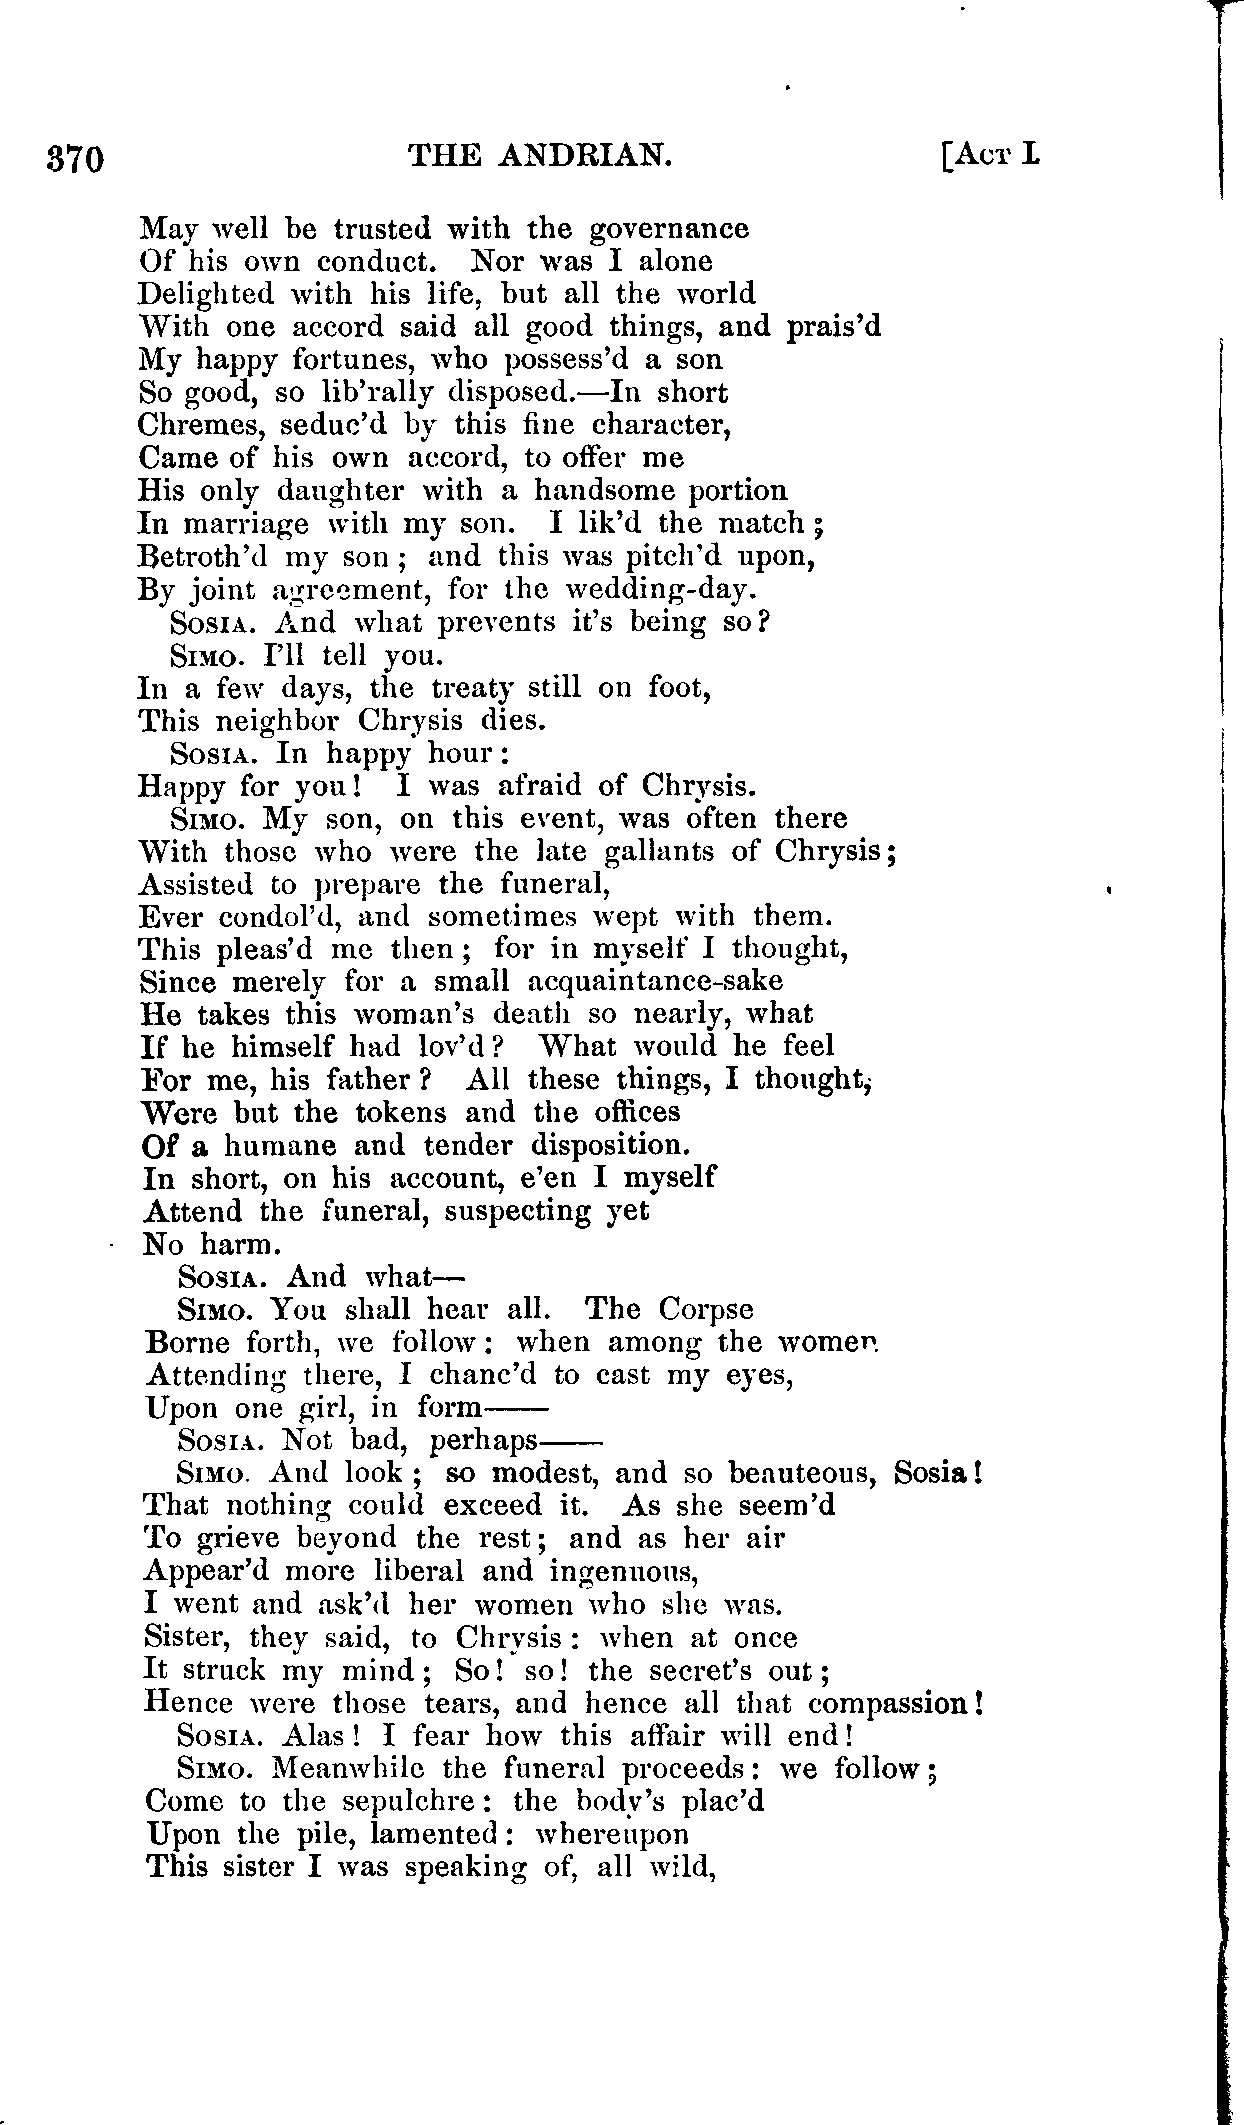 370 THE ANDRIAN. [ACT I.
May well be trusted with the governance
Of his own conduct. Nor was I alone
Delighted with his life, but all the world
With one accord said all good things, and prais'd
My happy fortunes, who possess'd a son
So good, so lib'rally disposed.—In short
Chremes, seduc'd by this fine character,
Came of his own accord, to offer me
His only daughter with a handsome portion
In marriage with my son. I lik'd the match;
Betroth'd my son; and this was pitch'd upon,
By joint agreement, for the wedding-day.
SOSIA. And what prevents it's being so?
SIMO. I'll tell you.
In a few days, the treaty still on foot,
This neighbor Chrysis dies.
SOSIA. In happy hour:
Happy for you! I was afraid of Chrysis.
SIMO. My son, on this event, was often there
With those who were the late gallants of Chrysis;
Assisted to prepare the funeral,
Ever condol'd, and sometimes wept with them.
This pleas'd me then; for in myself I thought,
Since merely for a small acquaintance-sake
He takes this woman's death so nearly, what
If he himself had lov'd? What would he feel
For me, his father? All these things, I thought,
Were but the tokens and the offices
Of a humane and tender disposition.
In short, on his account, e'en I myself
Attend the funeral, suspecting yet
No harm.
SOSIA. And what—
SIMO. You shall hear all. The Corpse
Borne forth, we follow: when among the women
Attending there, I chanc'd to cast my eyes,
Upon one girl, in form——
SOSIA. Not bad, perhaps——
SIMO. And look; so modest, and so beauteous, Sosia!
That nothing could exceed it. As she seem'd
To grieve beyond the rest; and as her air
Appear'd more liberal and ingenuous,
I went and ask'd her women who she was.
Sister, they said, to Chrysis: when at once
It struck my mind; So! so! the secret's out;
Hence were those tears, and hence all that compassion!
SOSIA. Alas! I fear how this affair will end!
SIMO. Meanwhile the funeral proceeds: we follow;
Come to the sepulchre: the body's plac'd
Upon the pile, lamented: whereupon
This sister I was speaking of, all wild,